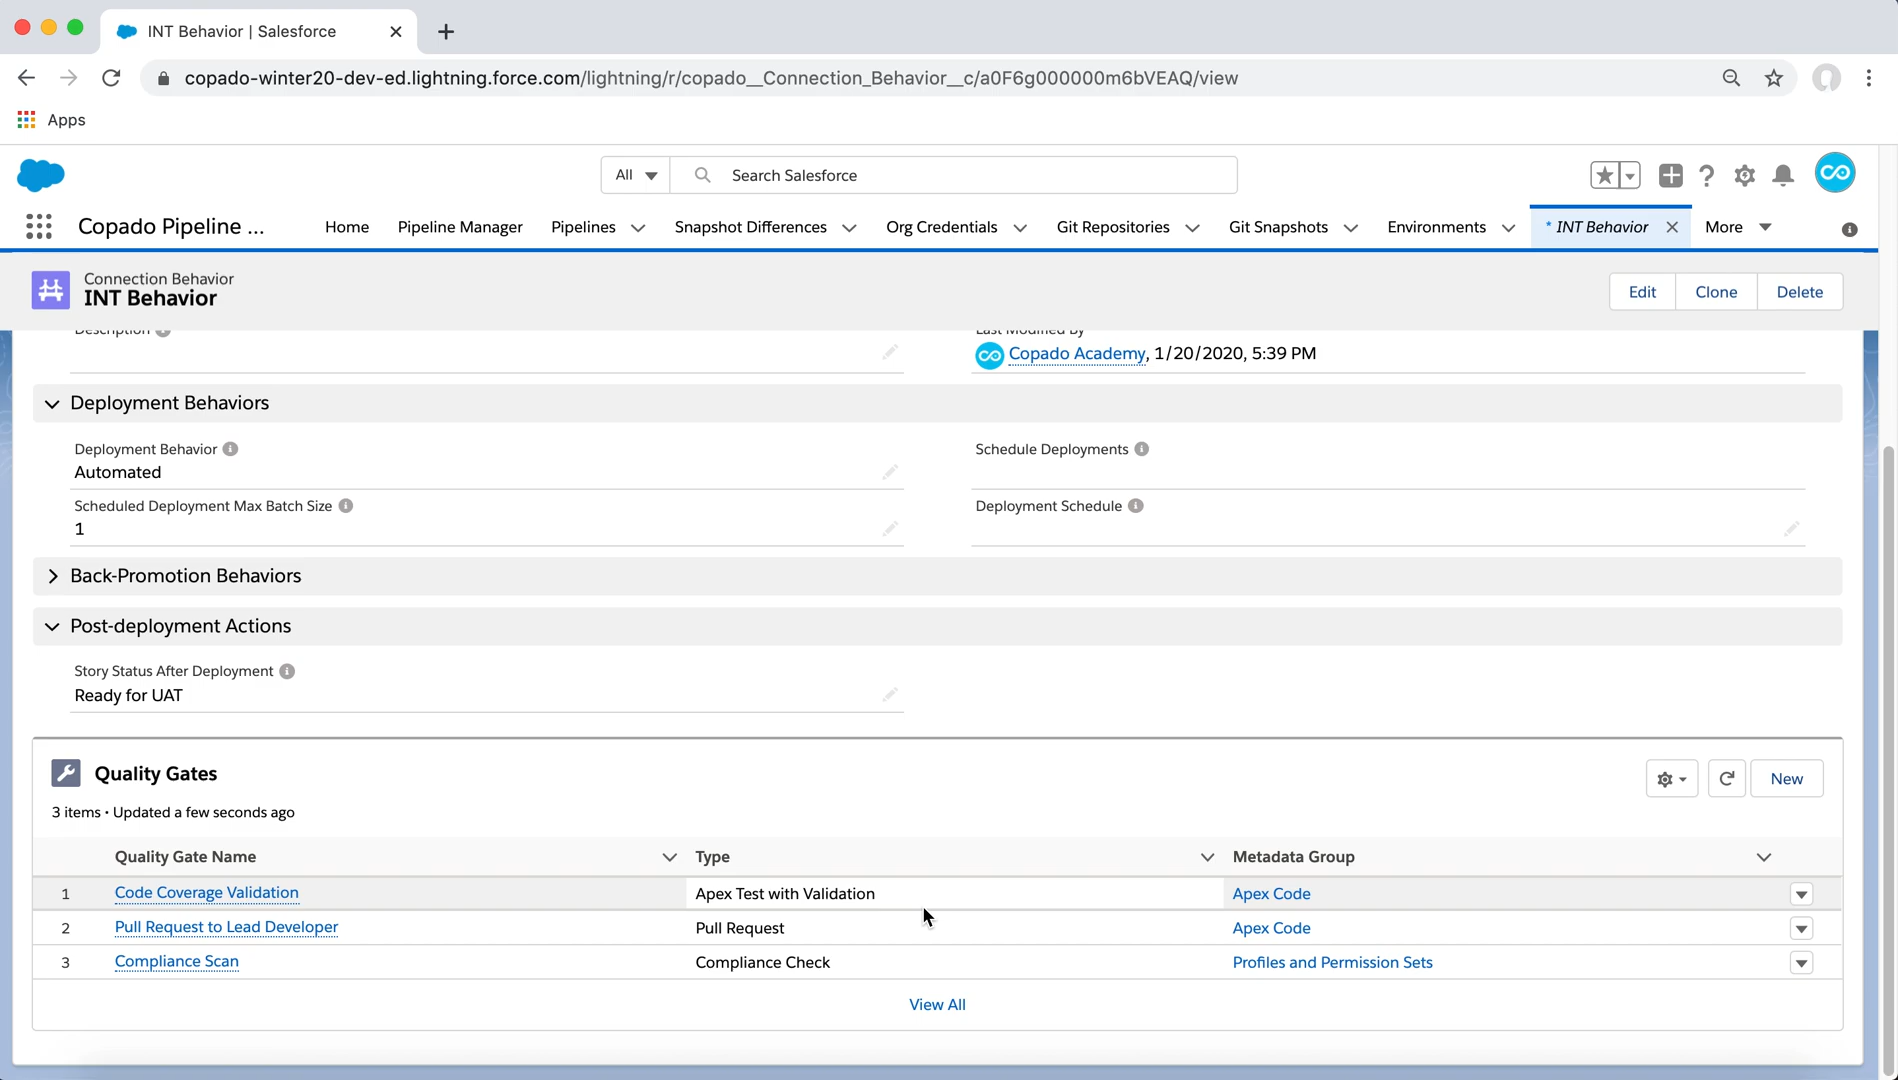 INT Behavior | Salesforce
copado-winter20-dev-ed.lightning.force.com/lightning/r/copado__Connection_Behavior__c/a0F6g000000m6bVEAQ/view
Apps
All
Search Salesforce
Copado Pipeline ...
Home
Pipeline Manager
Pipelines
Snapshot Differences
Org Credentials
Git Repositories
Git Snapshots
Environments
* INT Behavior
More
Connection Behavior
INT Behavior
Edit
Clone
Delete
Description
Last Modified By
Copado Academy, 1/20/2020, 5:39 PM
Deployment Behaviors
Deployment Behavior
Automated
Schedule Deployments
Scheduled Deployment Max Batch Size
1
Deployment Schedule
Back-Promotion Behaviors
Post-deployment Actions
Story Status After Deployment
Ready for UAT
Quality Gates
3 items • Updated a few seconds ago
New
Quality Gate Name Type Metadata Group
1 Code Coverage Validation Apex Test with Validation Apex Code
2 Pull Request to Lead Developer Pull Request Apex Code
3 Compliance Scan Compliance Check Profiles and Permission Sets
View All